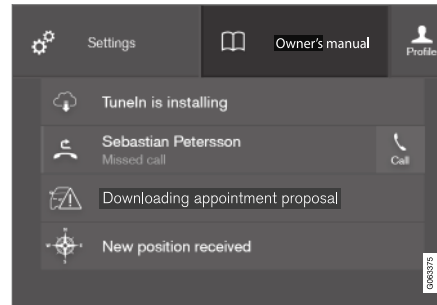 Settings
Owner's manual
Profile
TuneIn is installing
Sebastian Petersson
Missed call
Call
Downloading appointment proposal
New position received
G063375